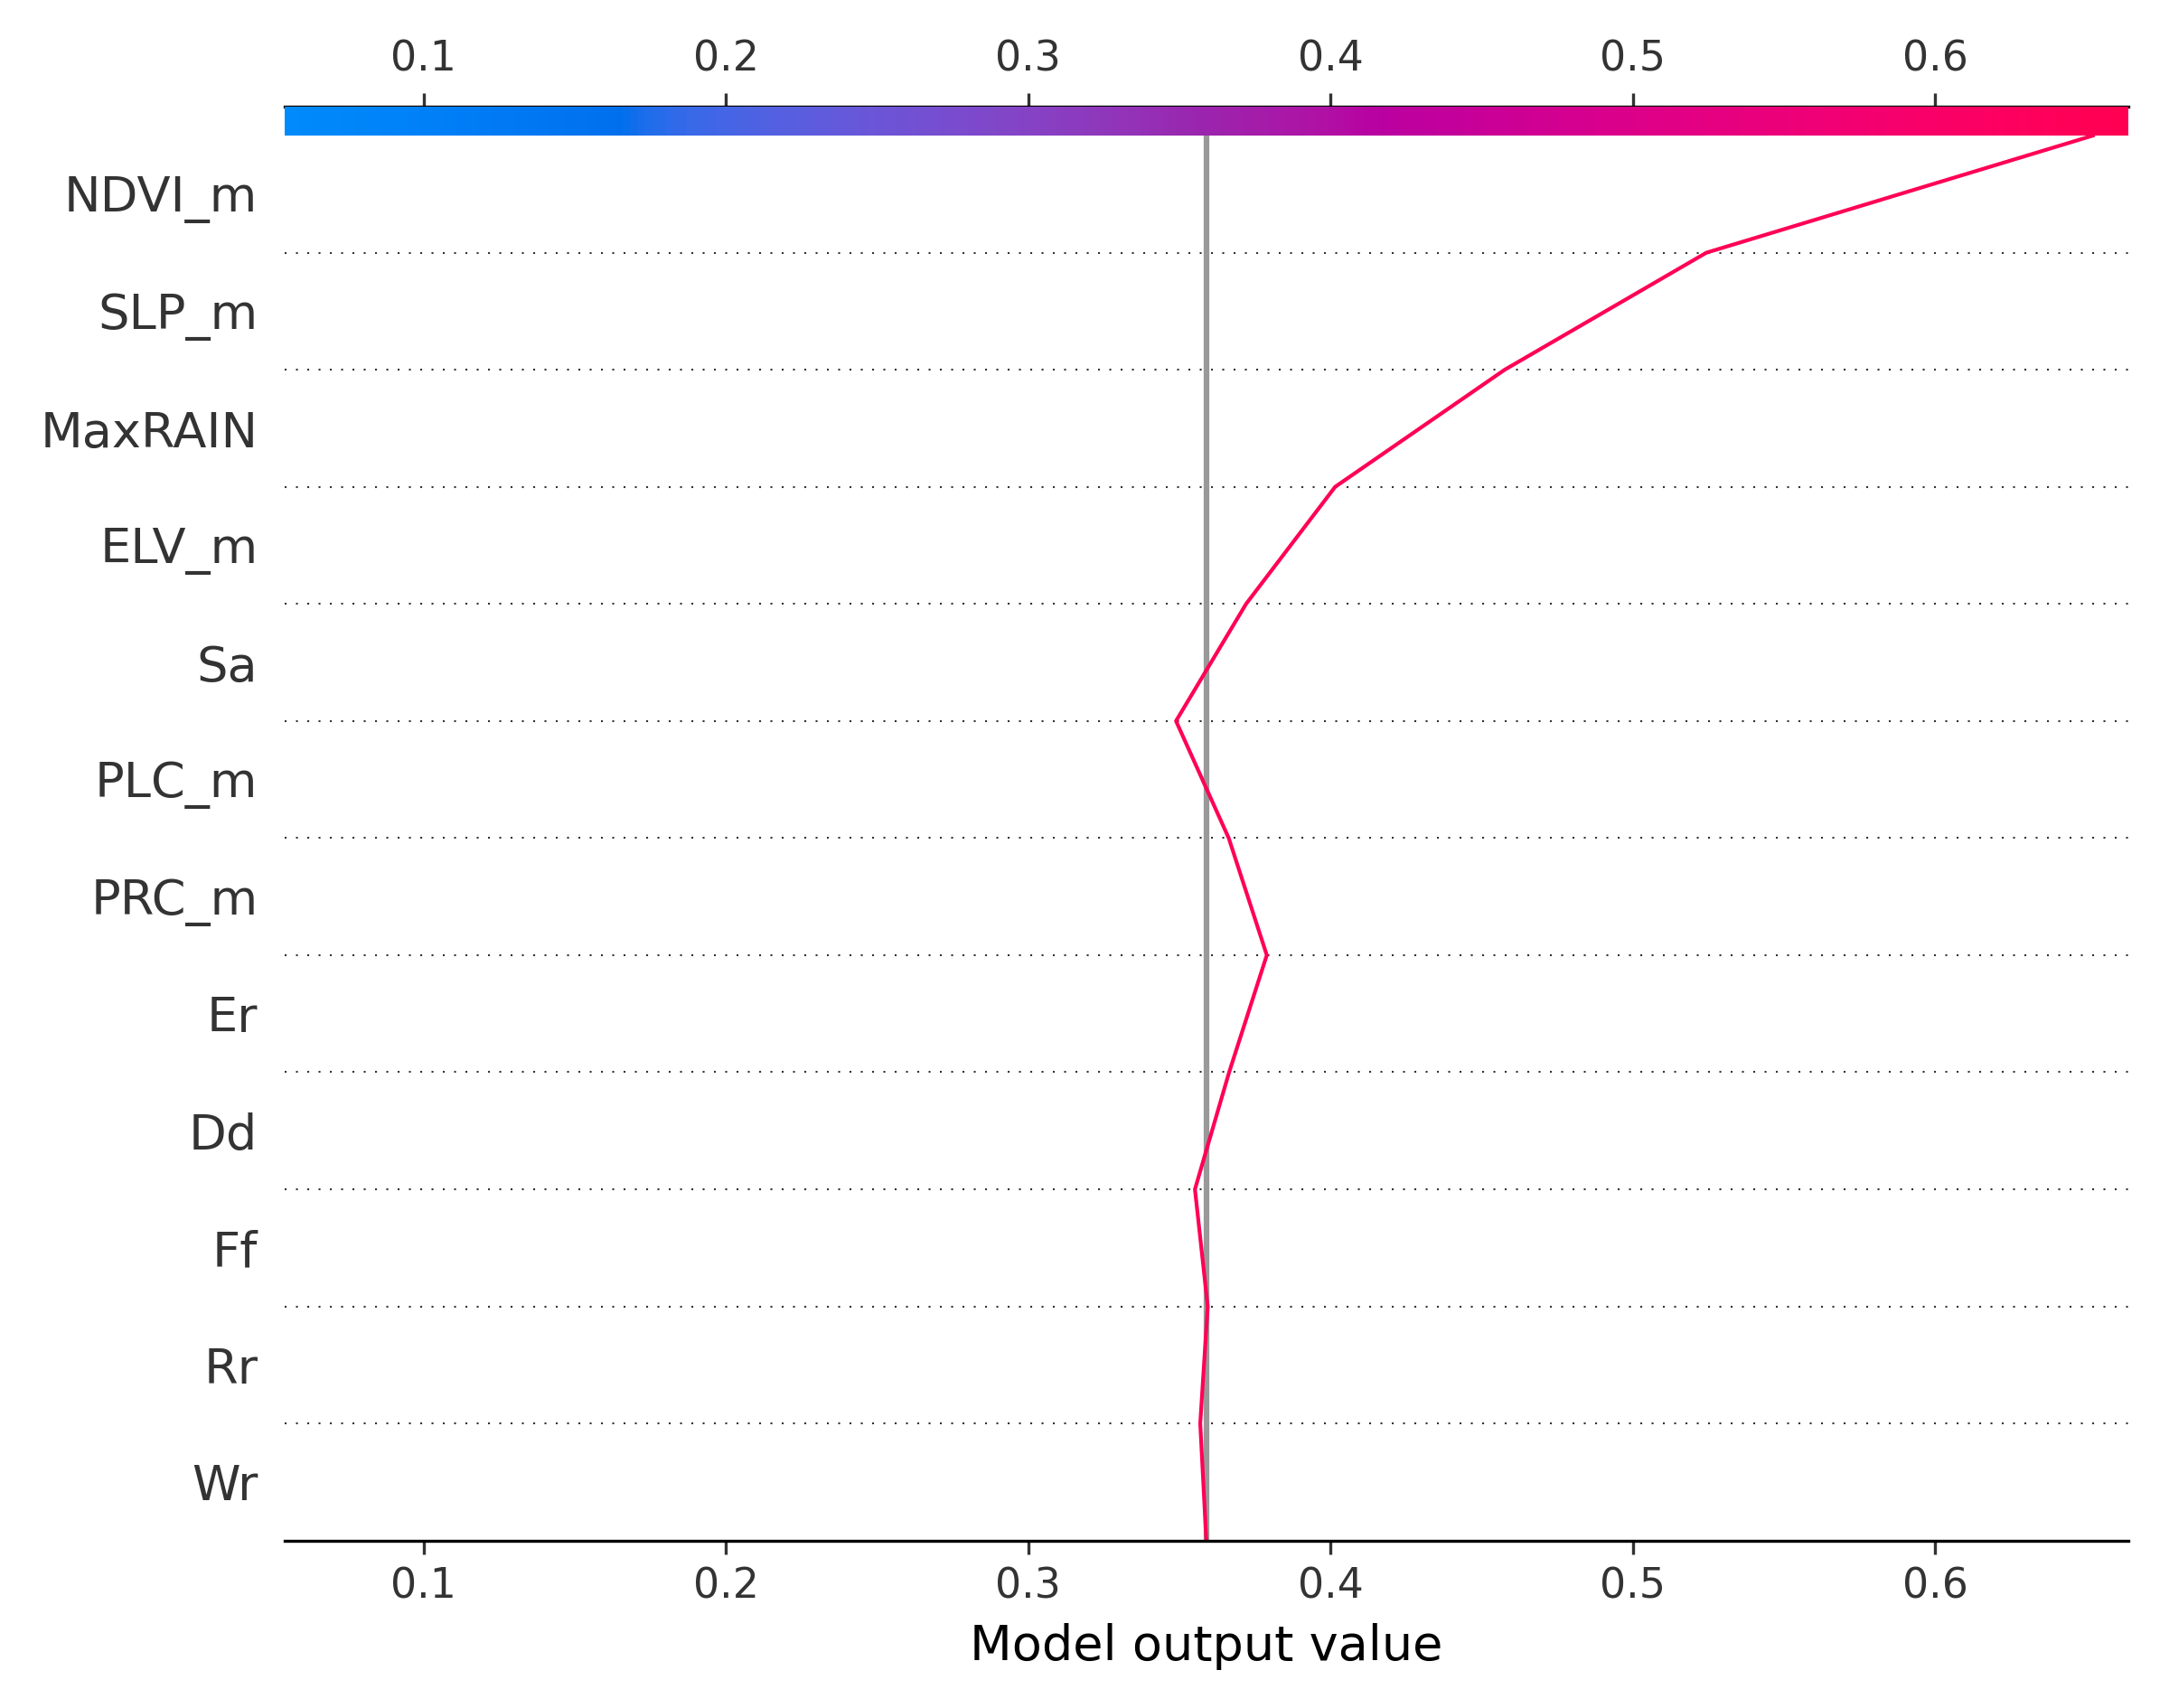 0.1 0.2 0.3 0.4 0.5 0.6
NDVI_m
SLP_m
MaxRAIN
ELV_m
Sa
PLC_m
PRC_m
Er
Dd
Ff
Rr
Wr
0.1 0.2 0.3 0.4 0.5 0.6
Model output value